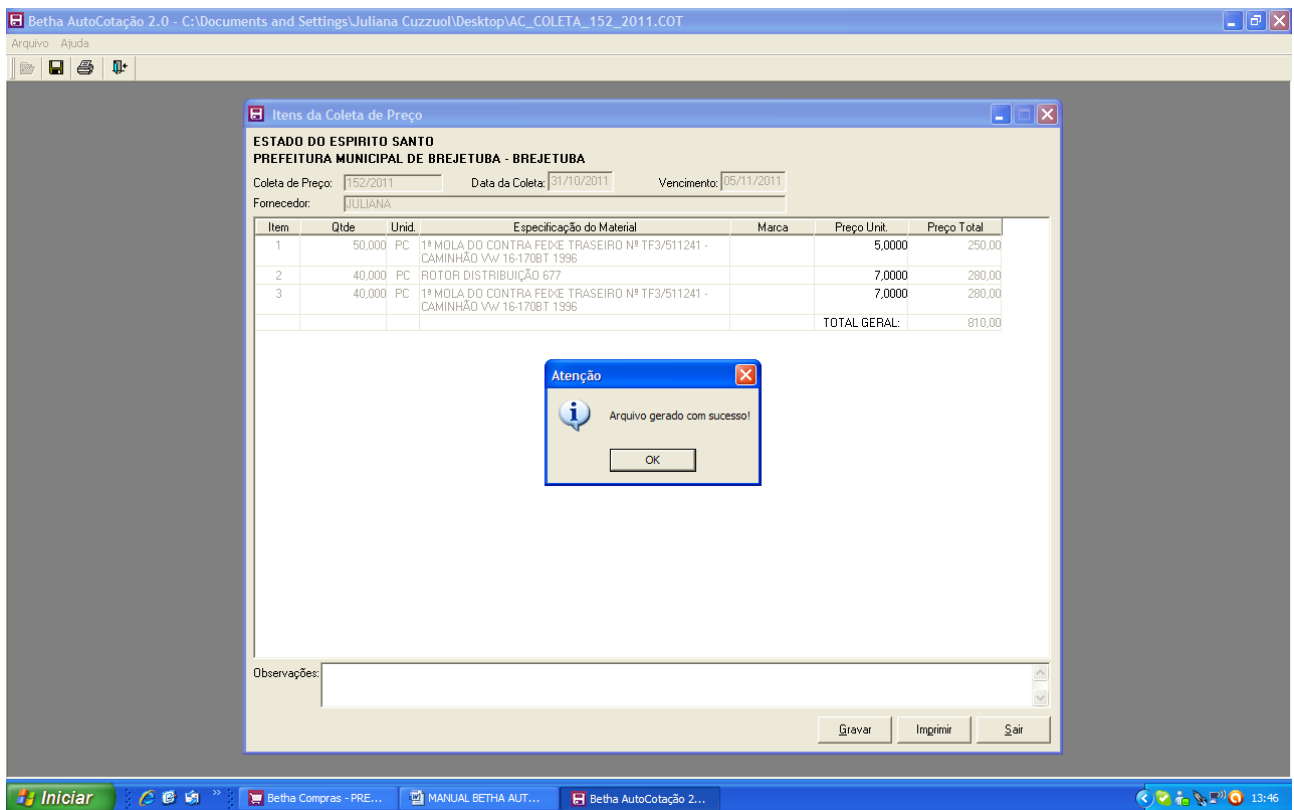 Betha AutoCotação 2.0 - C:\Documents and Settings\Juliana Cuzzuol\Desktop\AC_COLETA_152_2011.COT
Arquivo Ajuda
Itens da Coleta de Preço
ESTADO DO ESPIRITO SANTO
PREFEITURA MUNICIPAL DE BREJETUBA - BREJETUBA
Coleta de Preço: 152/2011 Data da Coleta: 31/10/2011 Vencimento: 05/11/2011
Fornecedor: JULIANA
Item Qtde Unid. Especificação do Material Marca Preço Unit. Preço Total
1 50,000 PC 1ª MOLA DO CONTRA FEIXE TRASEIRO Nº TF3/511241 - 5,0000 250,00
CAMINHÃO VW 16-170BT 1996
2 40,000 PC ROTOR DISTRIBUIÇÃO 677 7,0000 280,00
3 40,000 PC 1ª MOLA DO CONTRA FEIXE TRASEIRO Nº TF3/511241 - 7,0000 280,00
CAMINHÃO VW 16-170BT 1996
TOTAL GERAL: 810,00
Atenção
Arquivo gerado com sucesso!
OK
Observações:
Gravar Imprimir Sair
Iniciar » Betha Compras - PRE... MANUAL BETHA AUT... Betha AutoCotação 2... 13:46